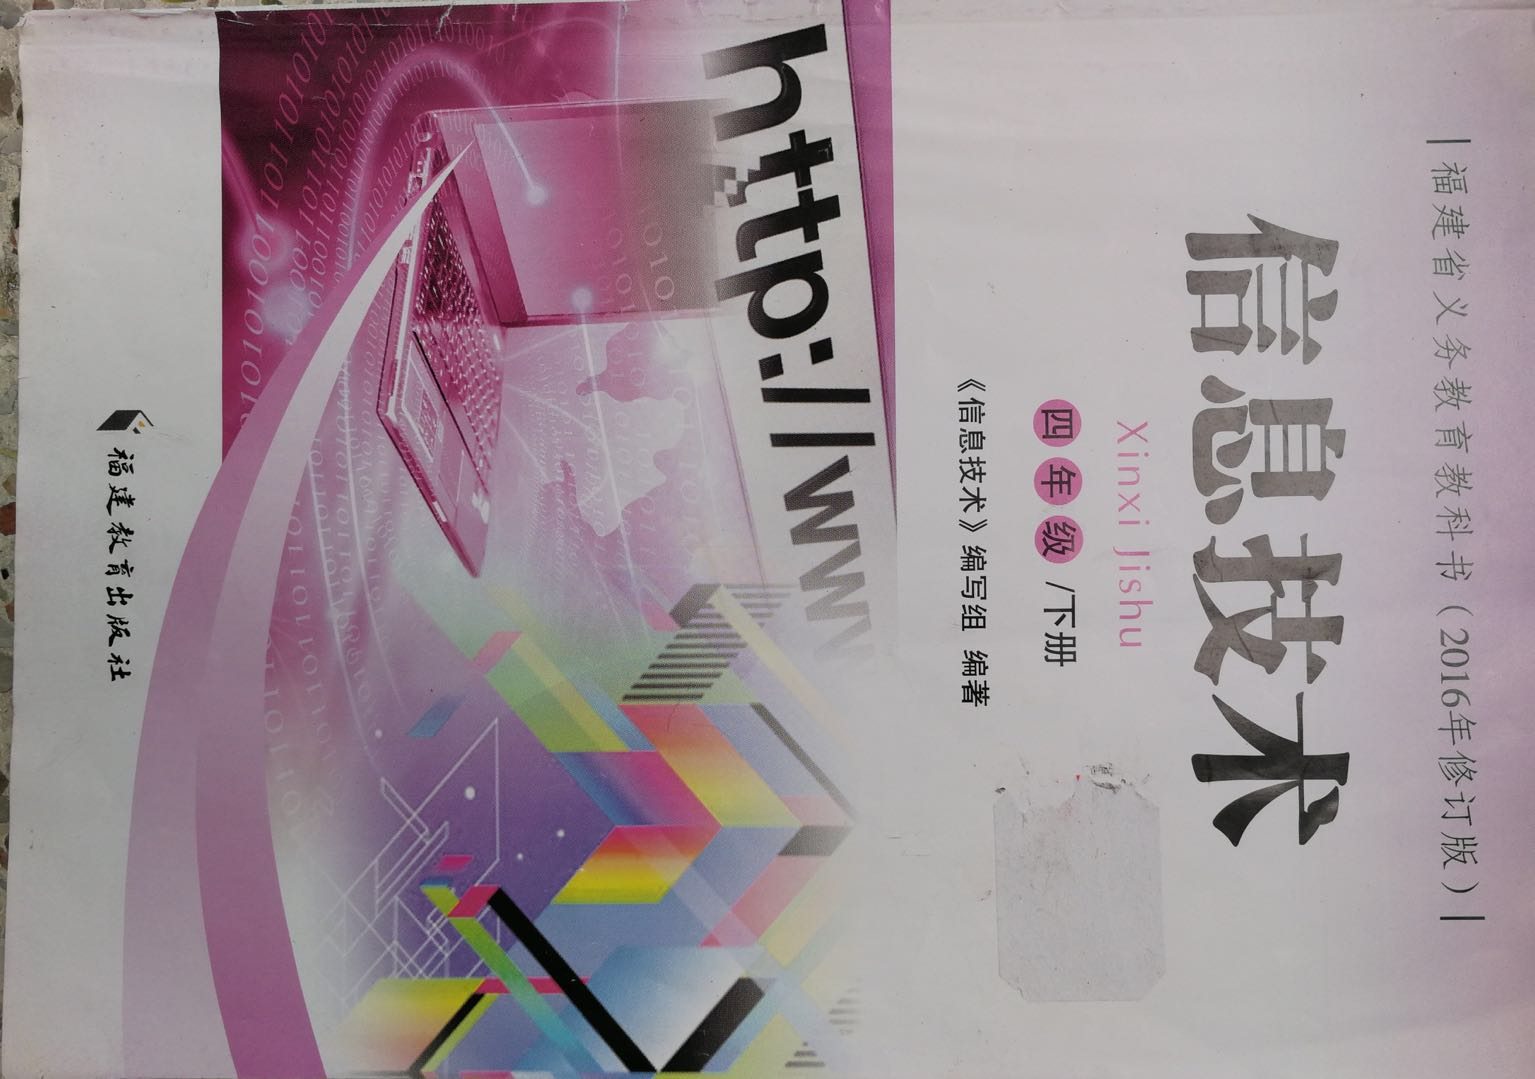 福建省义务教育教科书（2016年修订版）
信息技术
Xinxi Jishu
四年级/下册
《信息技术》编写组 编著
http://www
福建教育出版社